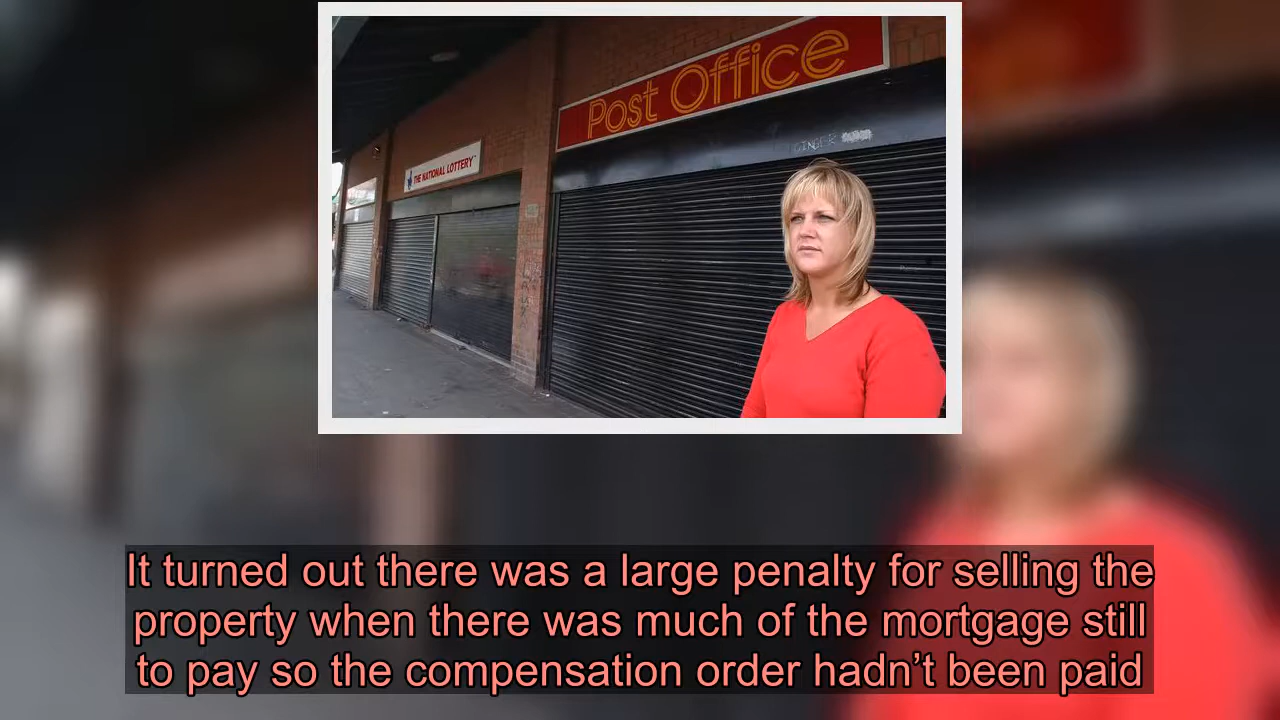 Post Office
THE NATIONAL LOTTERY
GINGER
It turned out there was a large penalty for selling the
property when there was much of the mortgage still
to pay so the compensation order hadn’t been paid